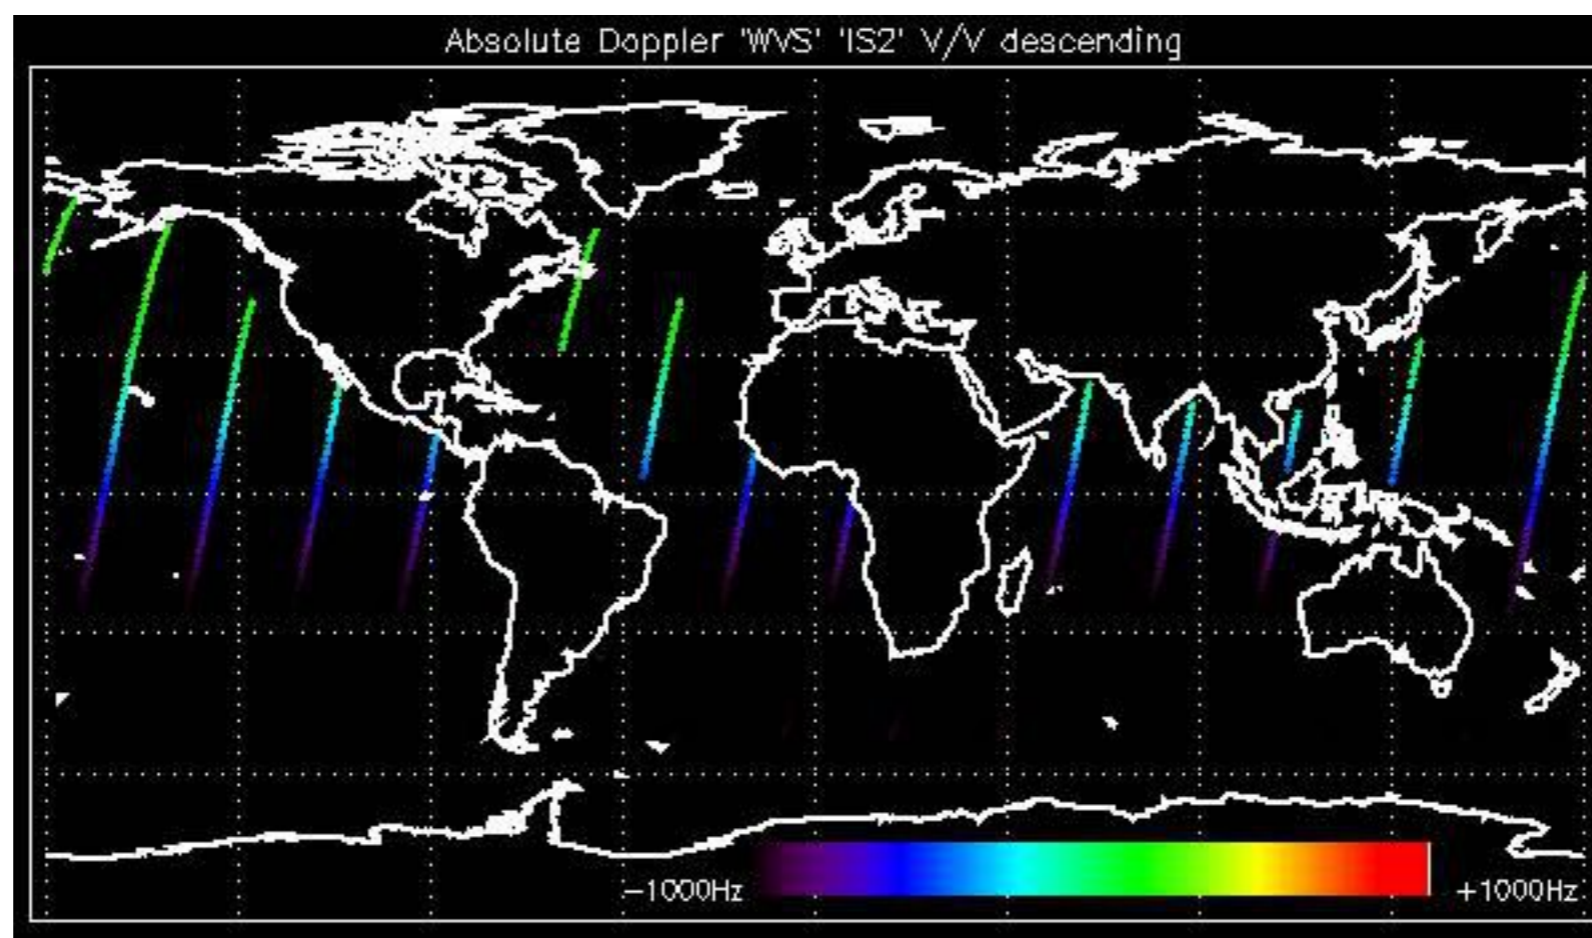 Absolute Doppler 'WVS' 'IS2' V/V descending
−1000Hz
+1000Hz